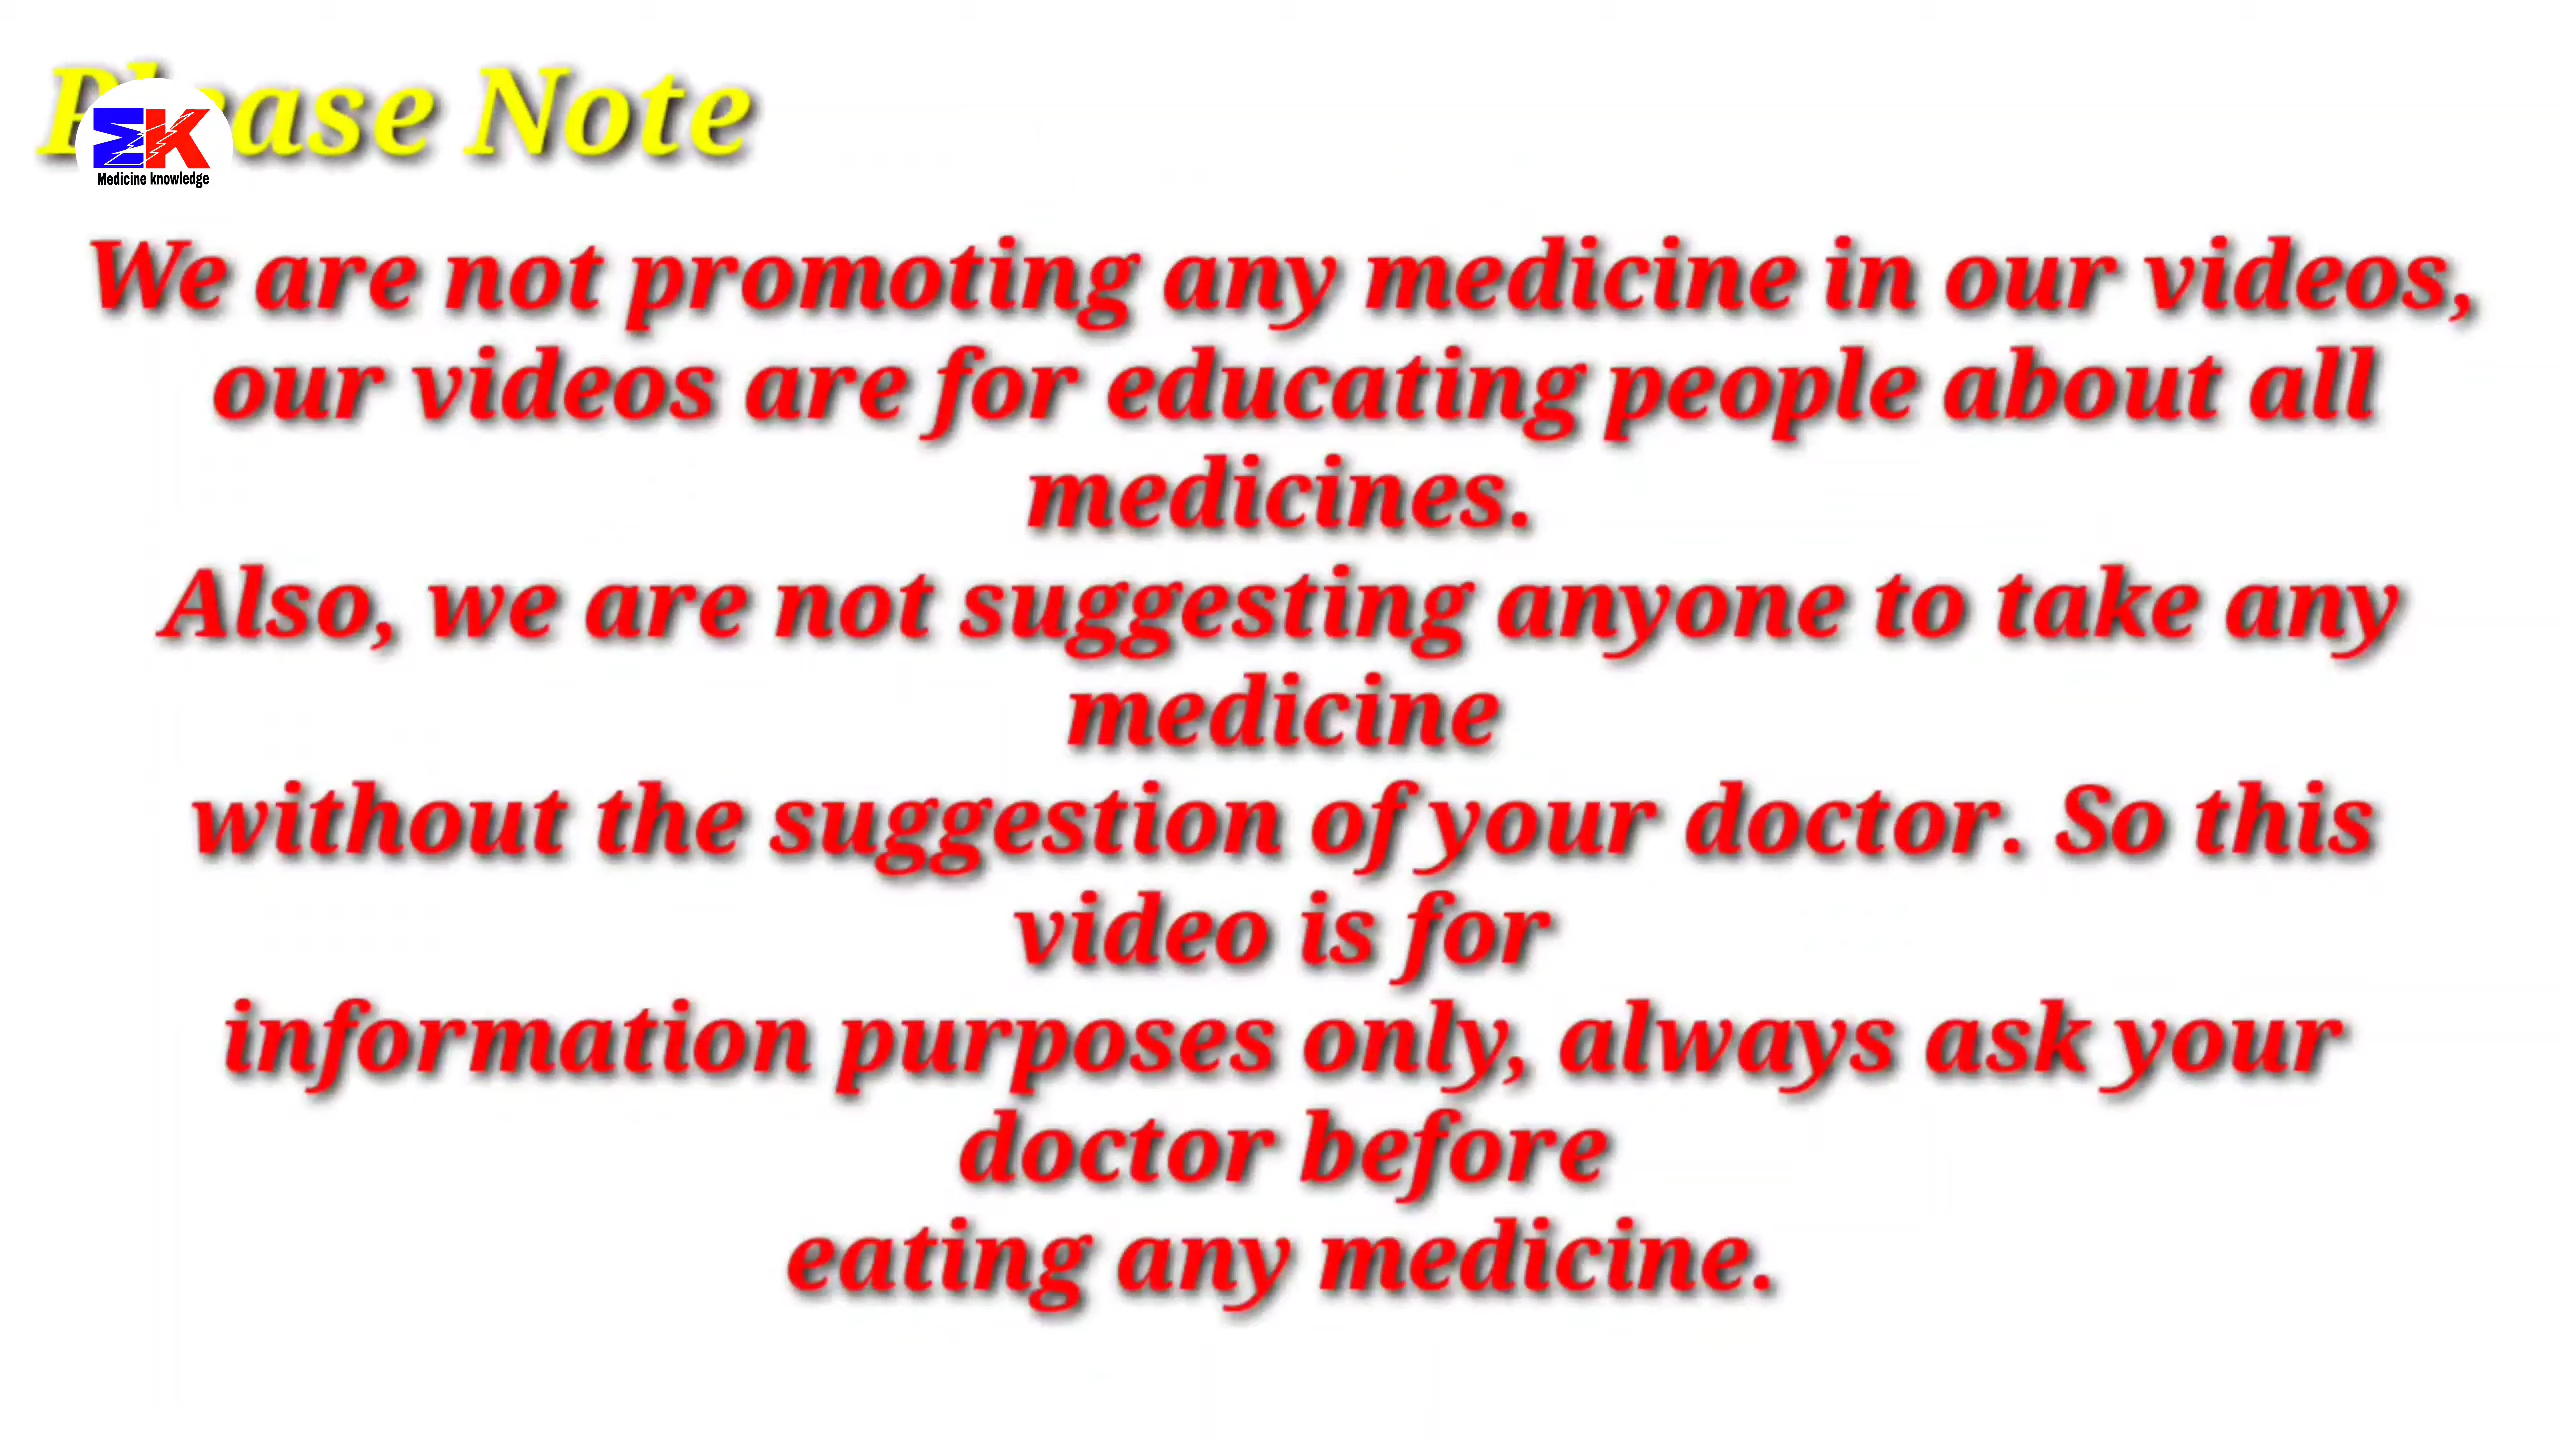 Please Note
MK
Medicine knowledge
We are not promoting any medicine in our videos,
our videos are for educating people about all
medicines.
Also, we are not suggesting anyone to take any
medicine
without the suggestion of your doctor. So this
video is for
information purposes only, always ask your
doctor before
eating any medicine.